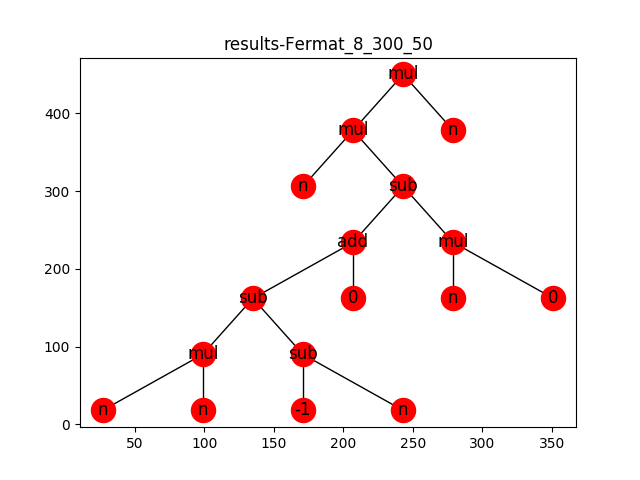 results-Fermat_8_300_50
mul
mul n
n sub
add mul
sub 0 n 0
mul sub
n n -1 n
400
300
200
100
0
50 100 150 200 250 300 350